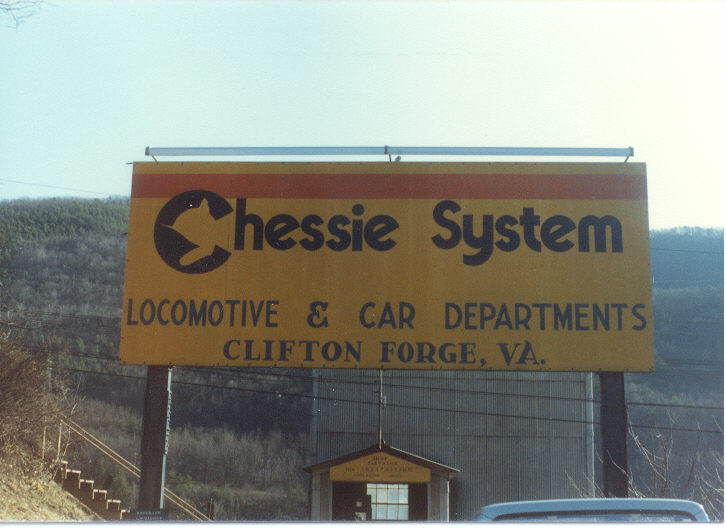 Chessie System
LOCOMOTIVE & CAR DEPARTMENTS
CLIFTON FORGE, VA.